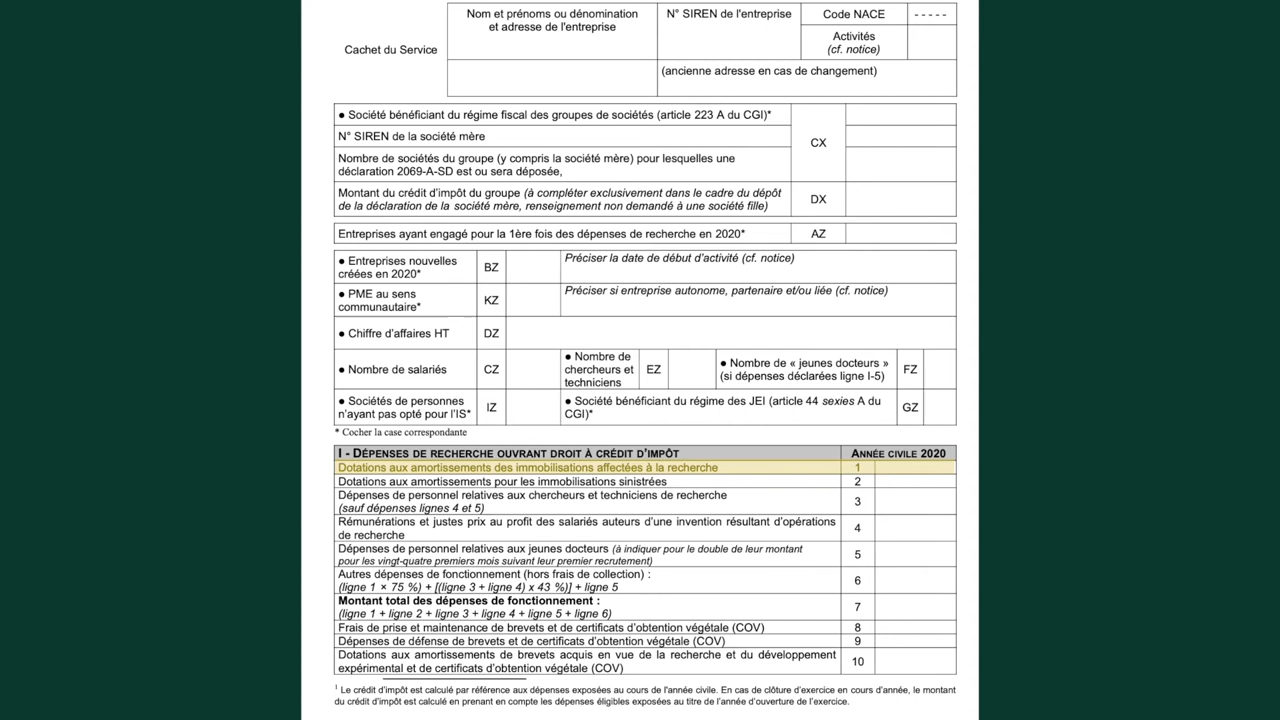 Nom et prénoms ou dénomination
et adresse de l'entreprise
N° SIREN de l'entreprise
Code NACE
- - - - -
Cachet du Service
Activités
(cf. notice)
(ancienne adresse en cas de changement)
● Société bénéficiant du régime fiscal des groupes de sociétés (article 223 A du CGI)*
N° SIREN de la société mère
CX
Nombre de sociétés du groupe (y compris la société mère) pour lesquelles une
déclaration 2069-A-SD est ou sera déposée,
Montant du crédit d'impôt du groupe (à compléter exclusivement dans le cadre du dépôt
de la déclaration de la société mère, renseignement non demandé à une société fille)
DX
Entreprises ayant engagé pour la 1ère fois des dépenses de recherche en 2020*
AZ
● Entreprises nouvelles
créées en 2020*
BZ
Préciser la date de début d'activité (cf. notice)
● PME au sens
communautaire*
KZ
Préciser si entreprise autonome, partenaire et/ou liée (cf. notice)
● Chiffre d'affaires HT
DZ
● Nombre de salariés
CZ
● Nombre de
chercheurs et
techniciens
EZ
● Nombre de « jeunes docteurs »
(si dépenses déclarées ligne I-5)
FZ
● Sociétés de personnes
n'ayant pas opté pour l'IS*
IZ
● Société bénéficiant du régime des JEI (article 44 sexies A du
CGI)*
GZ
* Cocher la case correspondante
I - DÉPENSES DE RECHERCHE OUVRANT DROIT À CRÉDIT D'IMPÔT
ANNÉE CIVILE 2020
Dotations aux amortissements des immobilisations affectées à la recherche
1
Dotations aux amortissements pour les immobilisations sinistrées
2
Dépenses de personnel relatives aux chercheurs et techniciens de recherche
(sauf dépenses lignes 4 et 5)
3
Rémunérations et justes prix au profit des salariés auteurs d'une invention résultant d'opérations
de recherche
4
Dépenses de personnel relatives aux jeunes docteurs (à indiquer pour le double de leur montant
pour les vingt-quatre premiers mois suivant leur premier recrutement)
5
Autres dépenses de fonctionnement (hors frais de collection) :
(ligne 1 × 75 %) + [(ligne 3 + ligne 4) x 43 %)] + ligne 5
6
Montant total des dépenses de fonctionnement :
(ligne 1 + ligne 2 + ligne 3 + ligne 4 + ligne 5 + ligne 6)
7
Frais de prise et maintenance de brevets et de certificats d'obtention végétale (COV)
8
Dépenses de défense de brevets et de certificats d'obtention végétale (COV)
9
Dotations aux amortissements de brevets acquis en vue de la recherche et du développement
expérimental et de certificats d'obtention végétale (COV)
10
1 Le crédit d'impôt est calculé par référence aux dépenses exposées au cours de l'année civile. En cas de clôture d'exercice en cours d'année, le montant
du crédit d'impôt est calculé en prenant en compte les dépenses éligibles exposées au titre de l'année d'ouverture de l'exercice.